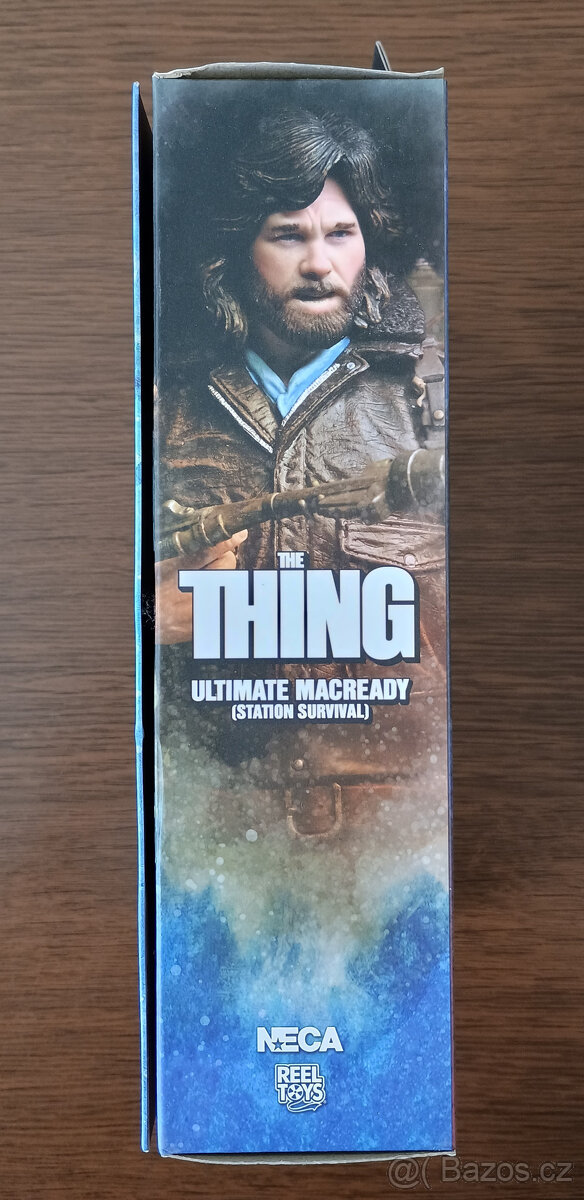 THE
THING
ULTIMATE MACREADY
(STATION SURVIVAL)
NECA
REEL
TOYS
@( Bazos.cz